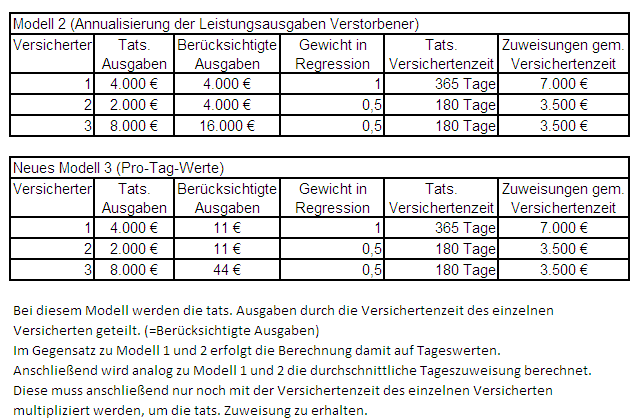 Modell 2 (Annualisierung der Leistungsausgaben Verstorbener)
Versicherter Tats. Ausgaben Berücksichtigte Ausgaben Gewicht in Regression Tats. Versichertenzeit Zuweisungen gem. Versichertenzeit
1 4.000 € 4.000 € 1 365 Tage 7.000 €
2 2.000 € 4.000 € 0,5 180 Tage 3.500 €
3 8.000 € 16.000 € 0,5 180 Tage 3.500 €
Neues Modell 3 (Pro-Tag-Werte)
Versicherter Tats. Ausgaben Berücksichtigte Ausgaben Gewicht in Regression Tats. Versichertenzeit Zuweisungen gem. Versichertenzeit
1 4.000 € 11 € 1 365 Tage 7.000 €
2 2.000 € 11 € 0,5 180 Tage 3.500 €
3 8.000 € 44 € 0,5 180 Tage 3.500 €
Bei diesem Modell werden die tats. Ausgaben durch die Versichertenzeit des einzelnen
Versicherten geteilt. (=Berücksichtigte Ausgaben)
Im Gegensatz zu Modell 1 und 2 erfolgt die Berechnung damit auf Tageswerten.
Anschließend wird analog zu Modell 1 und 2 die durchschnittliche Tageszuweisung berechnet.
Diese muss anschließend nur noch mit der Versichertenzeit des einzelnen Versicherten
multipliziert werden, um die tats. Zuweisung zu erhalten.